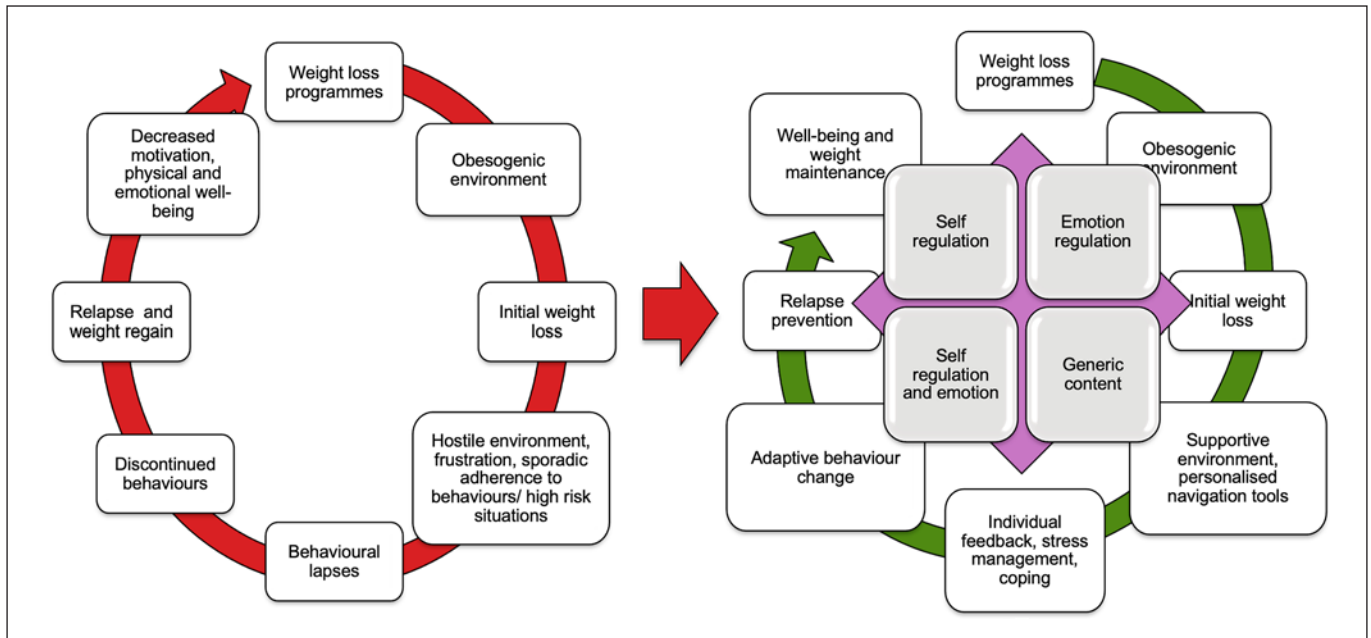 Weight loss
programmes
Obesogenic
environment
Initial weight
loss
Hostile environment,
frustration, sporadic
adherence to
behaviours/ high risk
situations
Behavioural
lapses
Discontinued
behaviours
Relapse and
weight regain
Decreased
motivation,
physical and
emotional well-
being
Weight loss
programmes
Obesogenic
environment
Initial weight
loss
Supportive
environment,
personalised
navigation tools
Individual
feedback, stress
management,
coping
Adaptive behaviour
change
Relapse
prevention
Well-being and
weight
maintenance
Self
regulation
Emotion
regulation
Self
regulation
and emotion
Generic
content